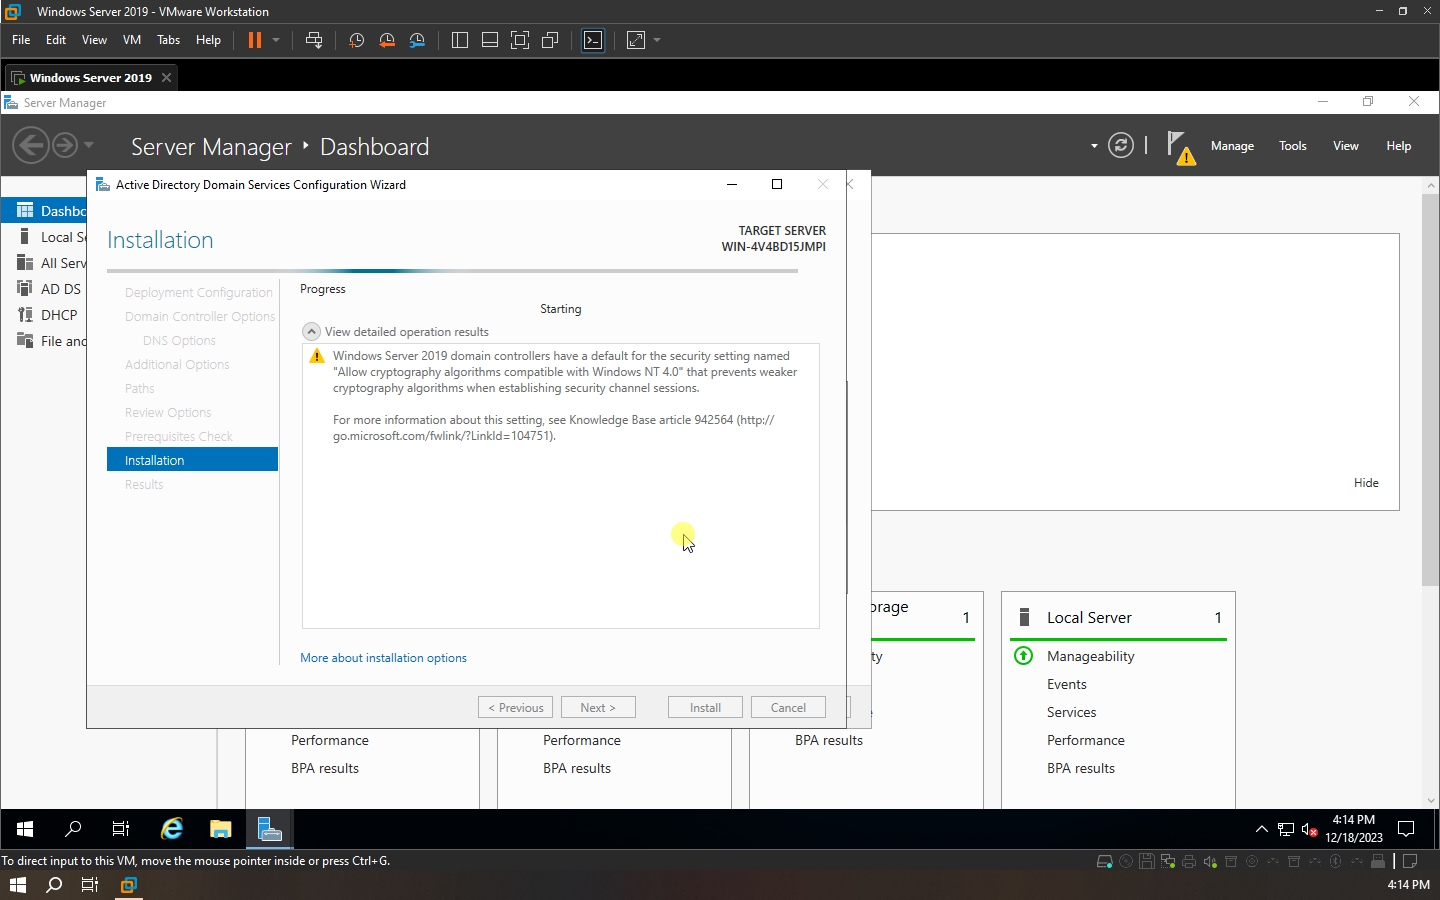 Windows Server 2019 - VMware Workstation
File Edit View VM Tabs Help
Windows Server 2019
Server Manager
Server Manager Dashboard
Manage Tools View Help
Active Directory Domain Services Configuration Wizard
Dashbo
Local Se
All Serv
AD DS
DHCP
File and
Installation
TARGET SERVER
WIN-4V4BD15JMPI
Deployment Configuration
Domain Controller Options
DNS Options
Additional Options
Paths
Review Options
Prerequisites Check
Installation
Results
Progress
Starting
View detailed operation results
Windows Server 2019 domain controllers have a default for the security setting named
"Allow cryptography algorithms compatible with Windows NT 4.0" that prevents weaker
cryptography algorithms when establishing security channel sessions.
For more information about this setting, see Knowledge Base article 942564 (http://
go.microsoft.com/fwlink/?LinkId=104751).
More about installation options
< Previous Next > Install Cancel
Hide
orage 1
ty
Performance
BPA results
Performance
BPA results
BPA results
Local Server 1
Manageability
Events
Services
Performance
BPA results
4:14 PM
12/18/2023
To direct input to this VM, move the mouse pointer inside or press Ctrl+G.
4:14 PM